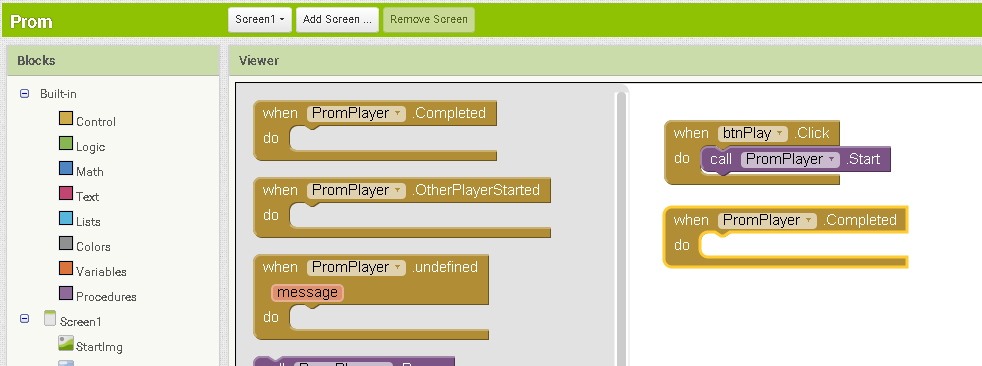 Prom
Screen1
Add Screen ...
Remove Screen
Blocks
Viewer
Built-in
Control
Logic
Math
Text
Lists
Colors
Variables
Procedures
Screen1
StartImg
when PromPlayer .Completed
do
when PromPlayer .OtherPlayerStarted
do
when PromPlayer .undefined
message
do
when btnPlay .Click
do call PromPlayer .Start
when PromPlayer .Completed
do